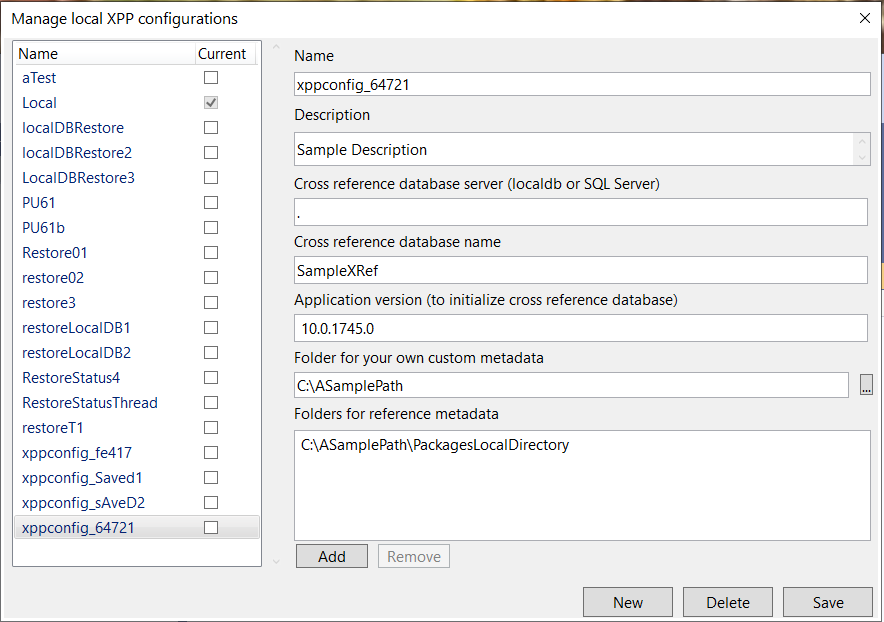 Manage local XPP configurations
Name Current
aTest
Local
localDBRestore
localDBRestore2
LocalDBRestore3
PU61
PU61b
Restore01
restore02
restore3
restoreLocalDB1
restoreLocalDB2
RestoreStatus4
RestoreStatusThread
restoreT1
xppconfig_fe417
xppconfig_Saved1
xppconfig_sAveD2
xppconfig_64721
Name
xppconfig_64721
Description
Sample Description
Cross reference database server (localdb or SQL Server)
.
Cross reference database name
SampleXRef
Application version (to initialize cross reference database)
10.0.1745.0
Folder for your own custom metadata
C:\ASamplePath
...
Folders for reference metadata
C:\ASamplePath\PackagesLocalDirectory
Add Remove
New Delete Save